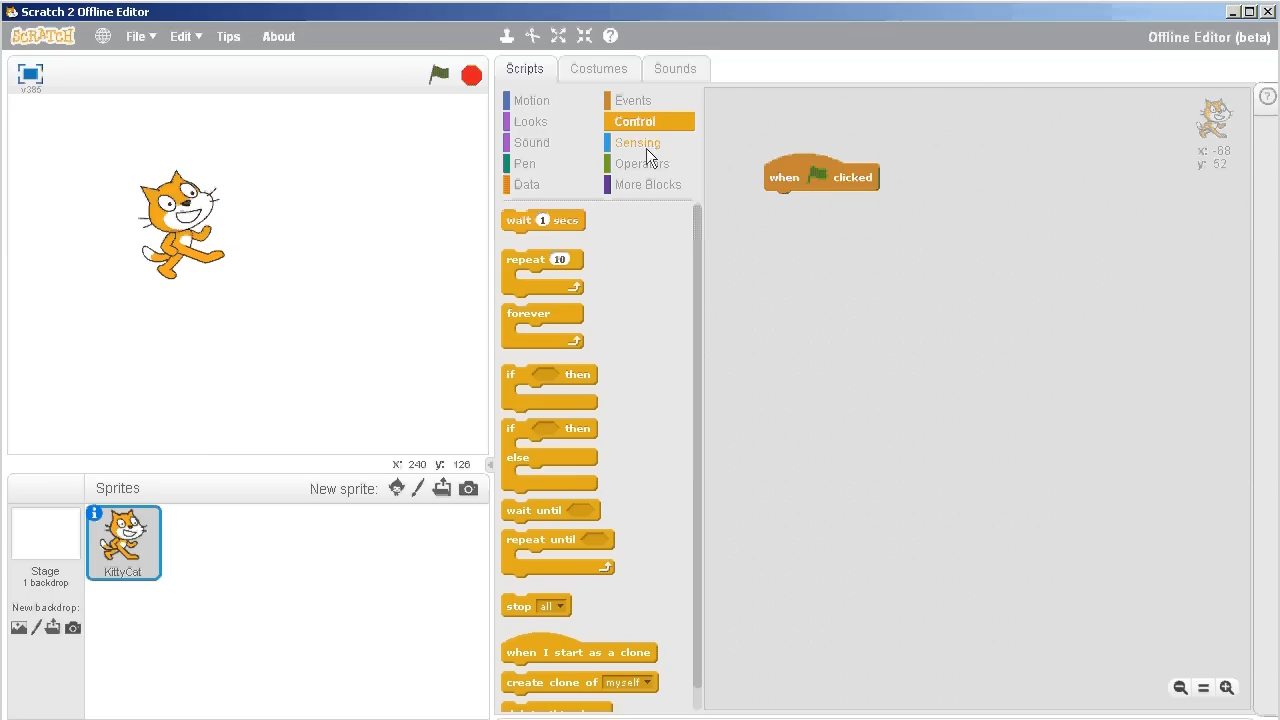 Scratch 2 Offline Editor
SCRATCH File Edit Tips About Offline Editor (beta)
v385
Scripts Costumes Sounds
Motion Events
Looks Control
Sound Sensing
Pen Operators
Data More Blocks
x: -68
y: 52
when clicked
wait 1 secs
repeat 10
forever
if then
if then
else
wait until
repeat until
stop all
when I start as a clone
create clone of myself
x: 240 y: 126
Sprites New sprite:
KittyCat
Stage
1 backdrop
New backdrop: